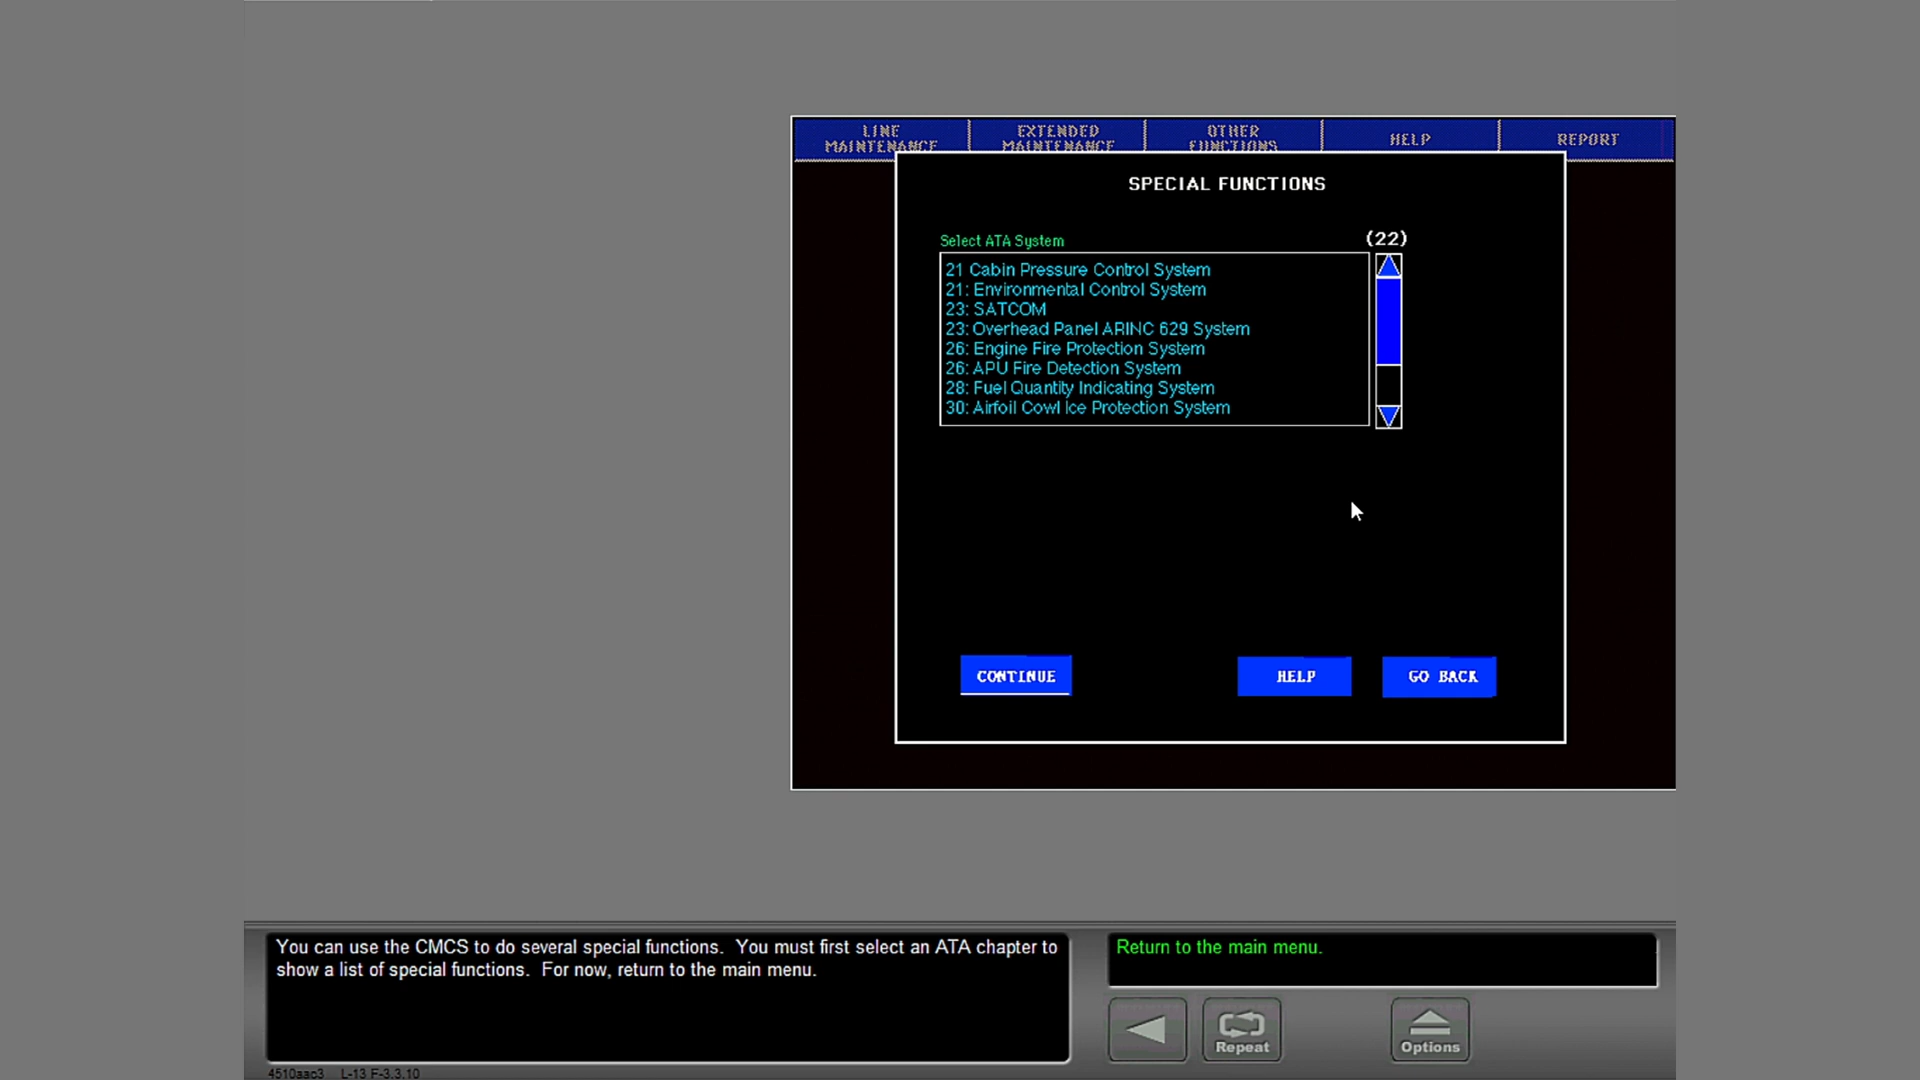 LINE
MAINTENANCE
EXTENDED
MAINTENANCE
OTHER
FUNCTIONS
HELP
REPORT
SPECIAL FUNCTIONS
Select ATA System
(22)
21 Cabin Pressure Control System
21: Environmental Control System
23: SATCOM
23: Overhead Panel ARINC 629 System
26: Engine Fire Protection System
26: APU Fire Detection System
28: Fuel Quantity Indicating System
30: Airfoil Cowl Ice Protection System
CONTINUE
HELP
GO BACK
You can use the CMCS to do several special functions. You must first select an ATA chapter to
show a list of special functions. For now, return to the main menu.
Return to the main menu.
Repeat
Options
4510aac3 L-13 F-3.3.10